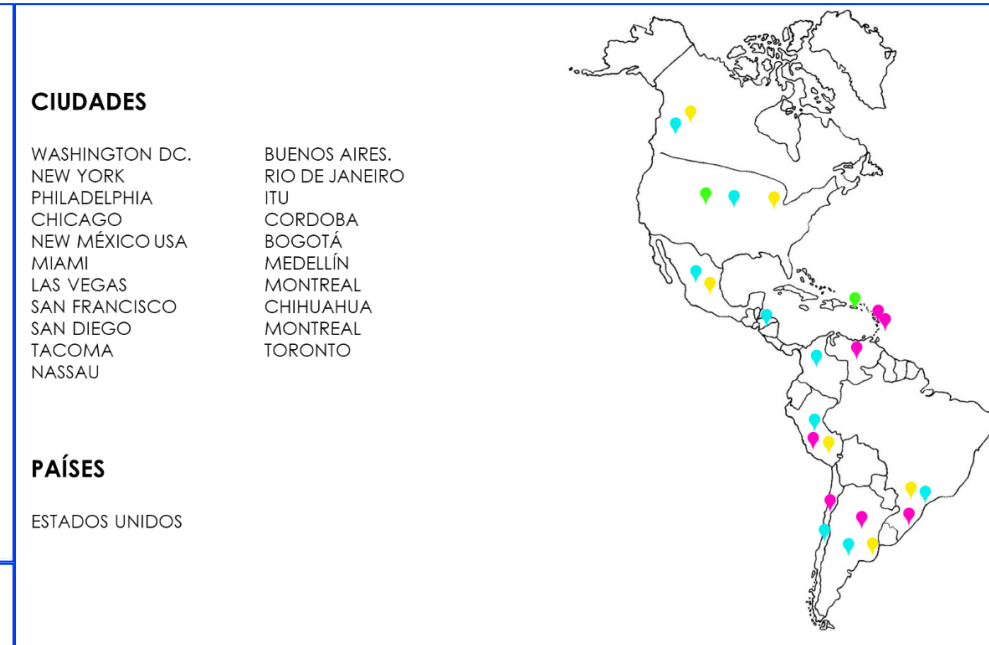 CIUDADES
WASHINGTON DC.
NEW YORK
PHILADELPHIA
CHICAGO
NEW MÉXICO USA
MIAMI
LAS VEGAS
SAN FRANCISCO
SAN DIEGO
TACOMA
NASSAU
BUENOS AIRES.
RIO DE JANEIRO
ITU
CORDOBA
BOGOTÁ
MEDELLÍN
MONTREAL
CHIHUAHUA
MONTREAL
TORONTO
PAÍSES
ESTADOS UNIDOS